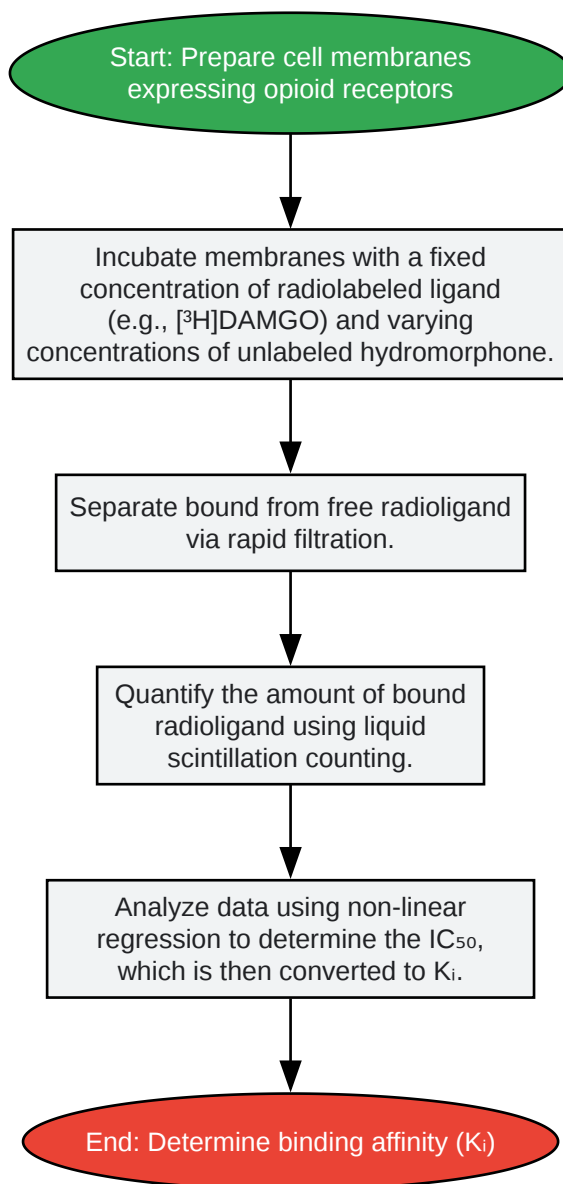 Start: Prepare cell membranes
expressing opioid receptors
Incubate membranes with a fixed
concentration of radiolabeled ligand
(e.g., [³H]DAMGO) and varying
concentrations of unlabeled hydromorphone.
Separate bound from free radioligand
via rapid filtration.
Quantify the amount of bound
radioligand using liquid
scintillation counting.
Analyze data using non-linear
regression to determine the IC₅₀,
which is then converted to Kᵢ.
End: Determine binding affinity (Kᵢ)